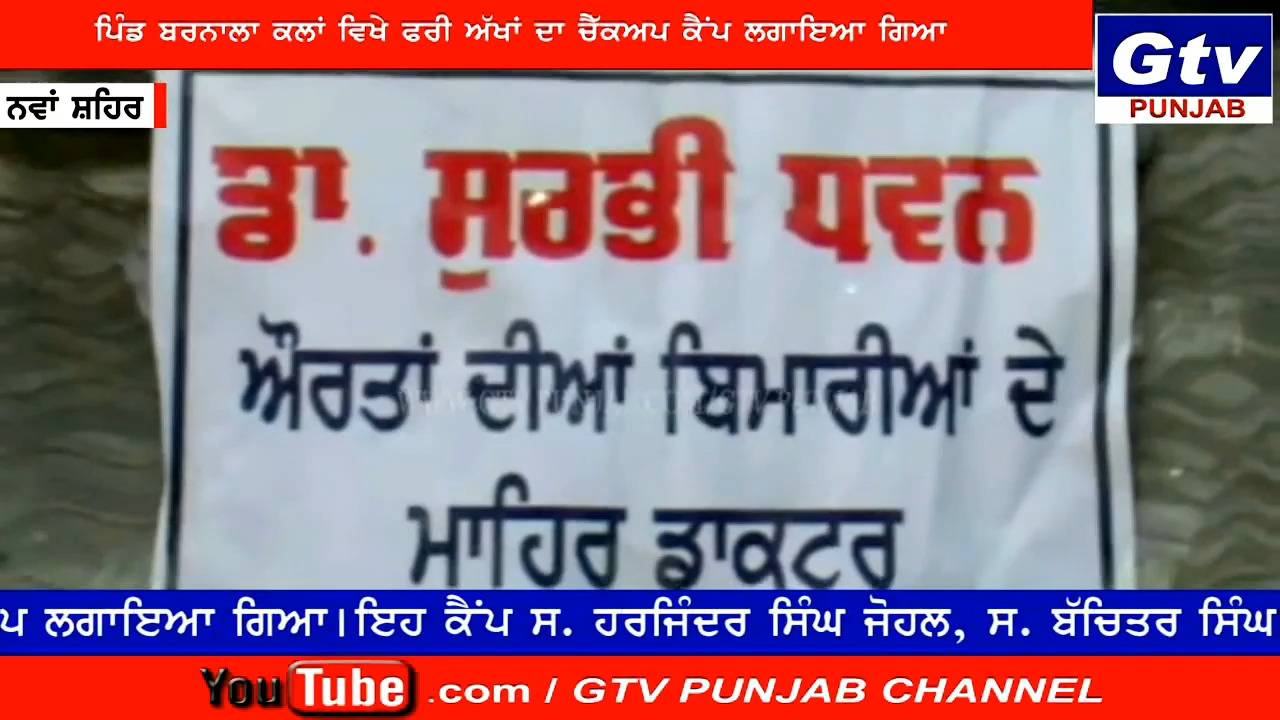 ਪਿੰਡ ਬਰਨਾਲਾ ਕਲਾਂ ਵਿਖੇ ਫਰੀ ਅੱਖਾਂ ਦਾ ਚੈੱਕਅਪ ਕੈਂਪ ਲਗਾਇਆ ਗਿਆ
Gtv
PUNJAB
ਨਵਾਂ ਸ਼ਹਿਰ
ਡਾ. ਸੂਰਭੀ ਧਵਨ
ਔਰਤਾਂ ਦੀਆਂ ਬਿਮਾਰੀਆਂ ਦੇ
ਮਾਹਿਰ ਡਾਕਟਰ
ਪ ਲਗਾਇਆ ਗਿਆ।ਇਹ ਕੈਂਪ ਸ. ਹਰਜਿੰਦਰ ਸਿੰਘ ਜੋਹਲ, ਸ. ਬੱਚਿਤਰ ਸਿੰਘ
YouTube.com / GTV PUNJAB CHANNEL